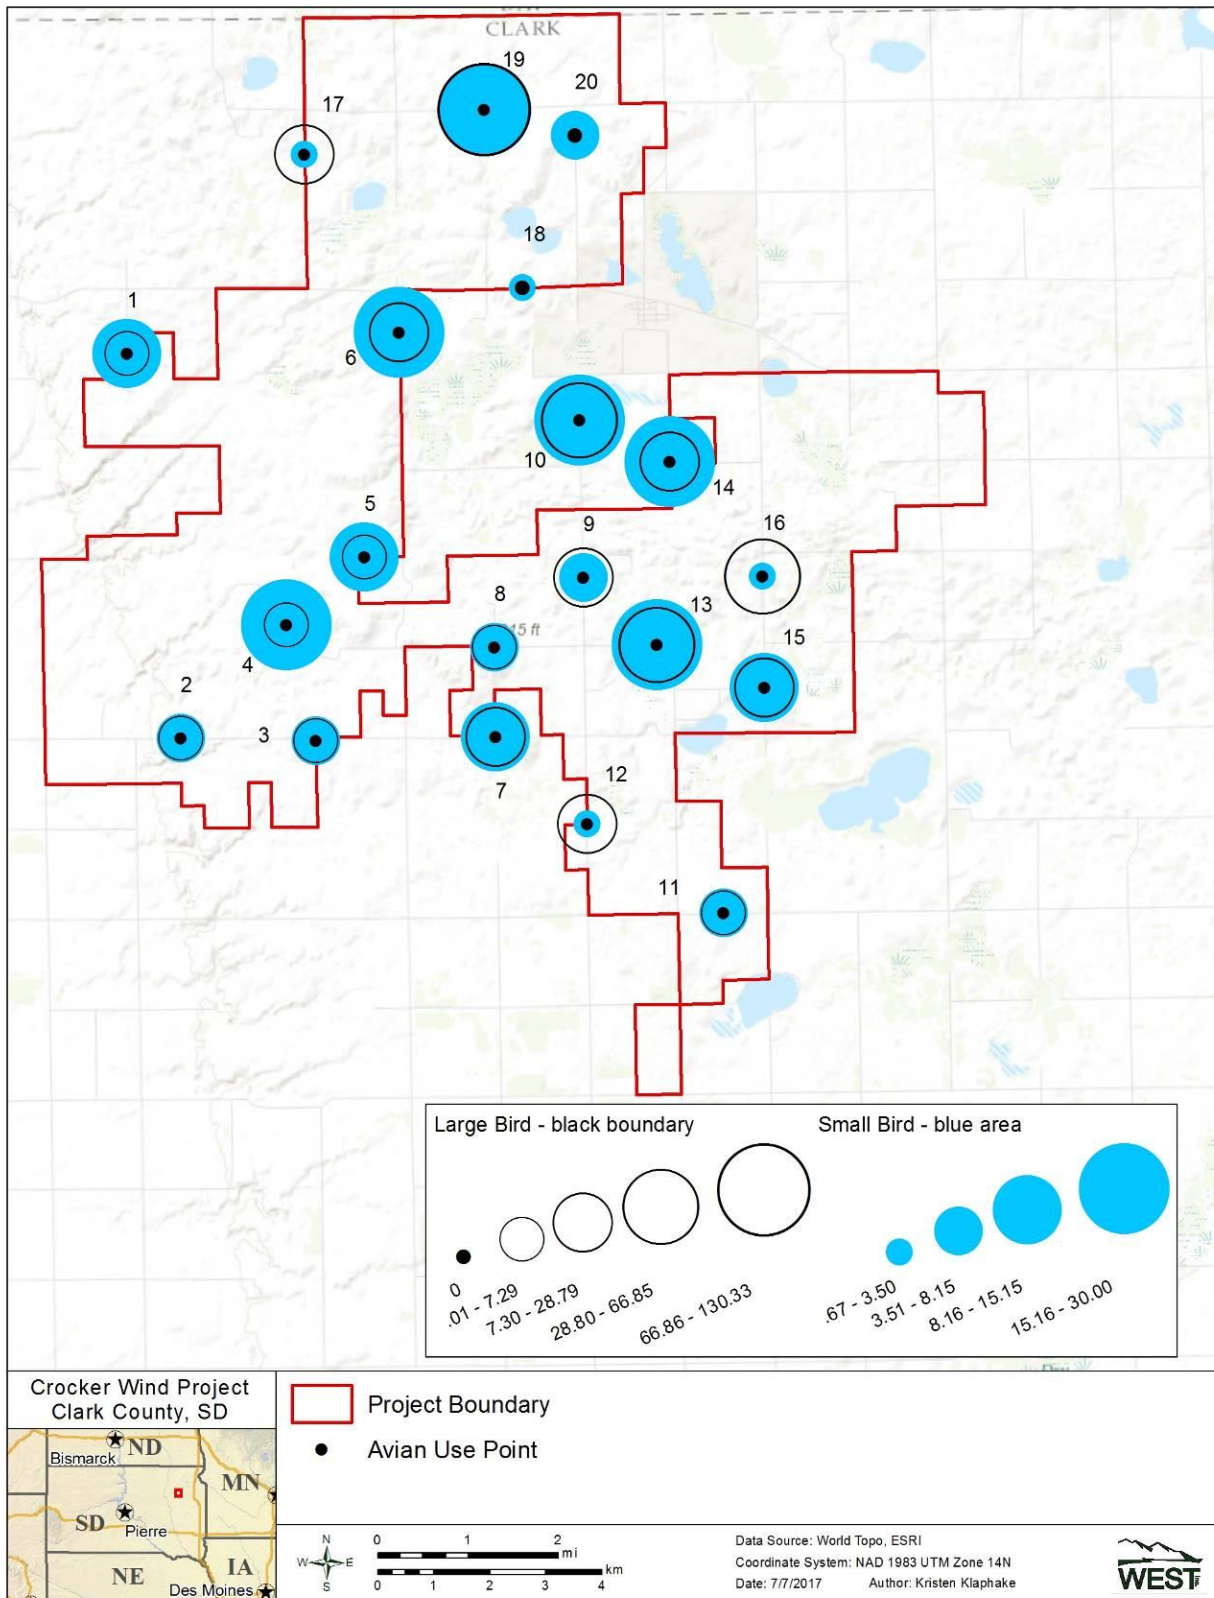 CLARK
19
20
17
18
1
6
10
14
5
9
16
8
13
15 ft
4
15
2
3
7
12
11
Large Bird - black boundary
0
.01 - 7.29
7.30 - 28.79
28.80 - 66.85
66.86 - 130.33
Small Bird - blue area
.67 - 3.50
3.51 - 8.15
8.16 - 15.15
15.16 - 30.00
Crocker Wind Project
Clark County, SD
Bismarck
ND
MN
SD
Pierre
NE
IA
Des Moines
Project Boundary
Avian Use Point
N
W
E
S
0 1 2
mi
km
0 1 2 3 4
Data Source: World Topo, ESRI
Coordinate System: NAD 1983 UTM Zone 14N
Date: 7/7/2017 Author: Kristen Klaphake
WEST Inc.